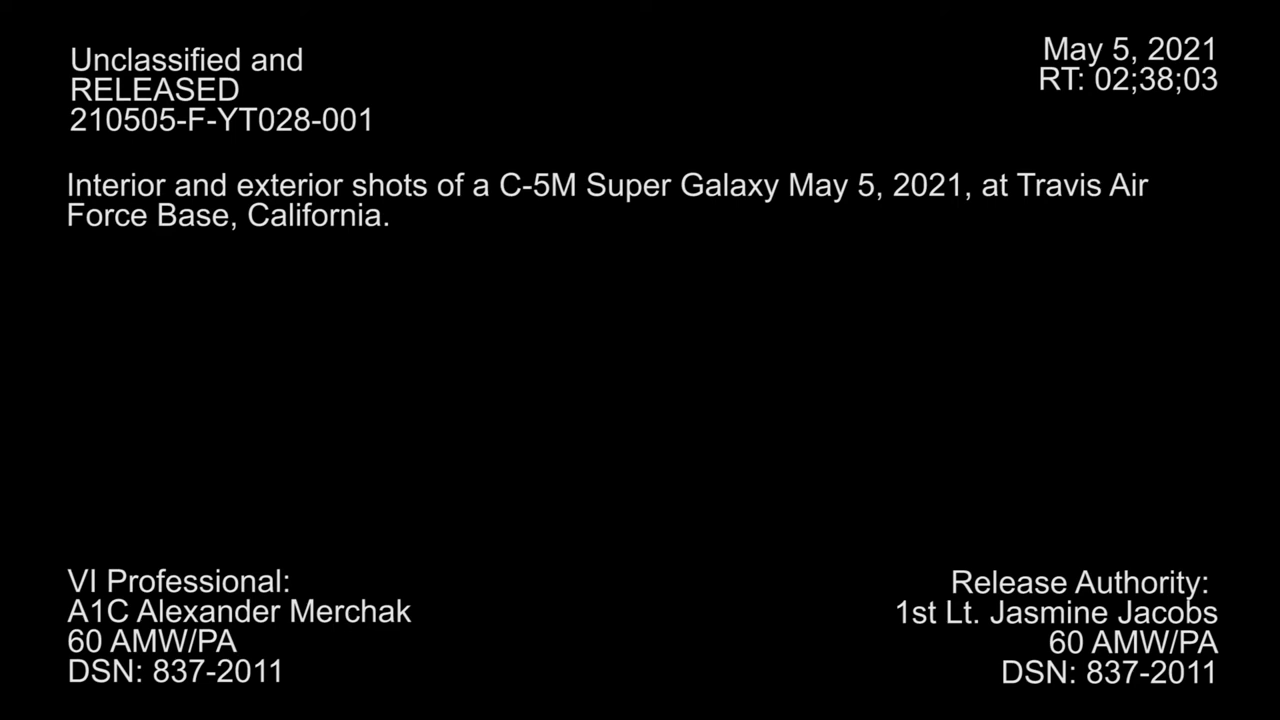 Unclassified and
RELEASED
210505-F-YT028-001
May 5, 2021
RT: 02;38;03
Interior and exterior shots of a C-5M Super Galaxy May 5, 2021, at Travis Air
Force Base, California.
VI Professional:
A1C Alexander Merchak
60 AMW/PA
DSN: 837-2011
Release Authority:
1st Lt. Jasmine Jacobs
60 AMW/PA
DSN: 837-2011